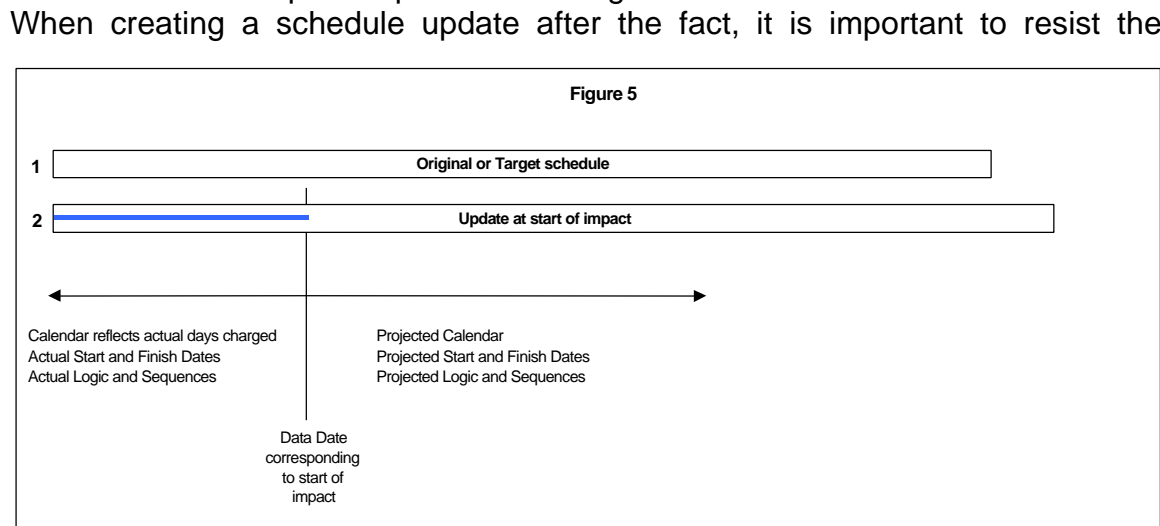 When creating a schedule update after the fact, it is important to resist the
Figure 5
1 Original or Target schedule
2 Update at start of impact
Calendar reflects actual days charged
Actual Start and Finish Dates
Actual Logic and Sequences
Projected Calendar
Projected Start and Finish Dates
Projected Logic and Sequences
Data Date
corresponding
to start of
impact